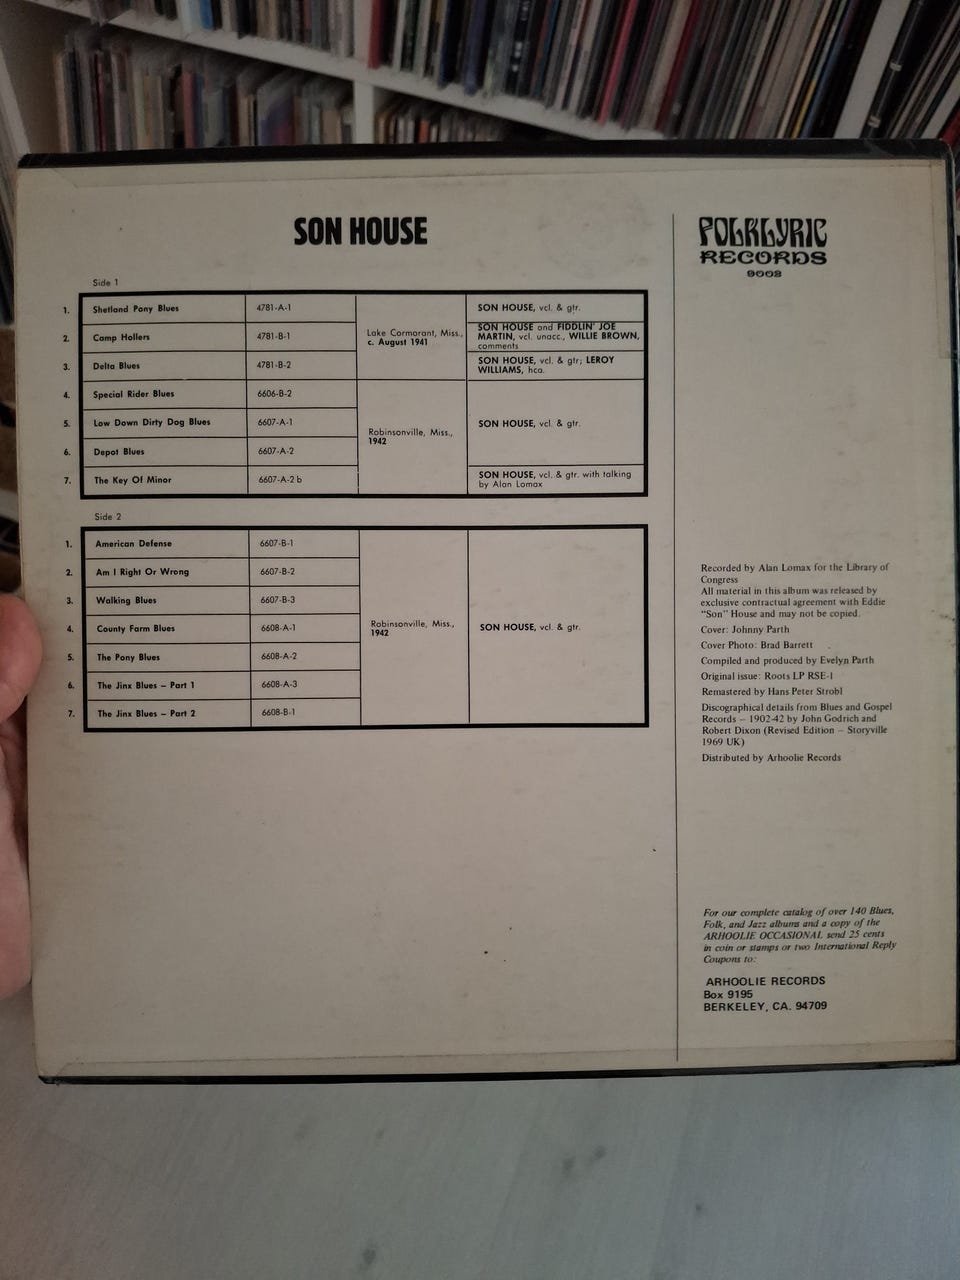 SON HOUSE
Side 1
1. Shetland Pony Blues 4781-A-1 SON HOUSE, vcl. & gtr.
2. Camp Hollers 4781-B-1 Lake Cormorant, Miss.,
c. August 1941
SON HOUSE and FIDDLIN' JOE
MARTIN, vcl. unacc., WILLIE BROWN,
comments
3. Delta Blues 4781-B-2 SON HOUSE, vcl. & gtr; LEROY
WILLIAMS, hca.
4. Special Rider Blues 6606-B-2
5. Low Down Dirty Dog Blues 6607-A-1 Robinsonville, Miss.,
1942
SON HOUSE, vcl. & gtr.
6. Depot Blues 6607-A-2
7. The Key Of Minor 6607-A-2 b SON HOUSE, vcl. & gtr. with talking
by Alan Lomax
Side 2
1. American Defense 6607-B-1
2. Am I Right Or Wrong 6607-B-2
3. Walking Blues 6607-B-3
4. County Farm Blues 6608-A-1 Robinsonville, Miss.,
1942
SON HOUSE, vcl. & gtr.
5. The Pony Blues 6608-A-2
6. The Jinx Blues – Part 1 6608-A-3
7. The Jinx Blues – Part 2 6608-B-1
FOLKLYRIC
RECORDS
9002
Recorded by Alan Lomax for the Library of
Congress
All material in this album was released by
exclusive contractual agreement with Eddie
"Son" House and may not be copied.
Cover: Johnny Parth
Cover Photo: Brad Barrett
Compiled and produced by Evelyn Parth
Original issue: Roots LP RSE-1
Remastered by Hans Peter Strobl
Discographical details from Blues and Gospel
Records – 1902-42 by John Godrich and
Robert Dixon (Revised Edition – Storyville
1969 UK)
Distributed by Arhoolie Records
For our complete catalog of over 140 Blues,
Folk, and Jazz albums and a copy of the
ARHOOLIE OCCASIONAL send 25 cents
in coin or stamps or two International Reply
Coupons to:
ARHOOLIE RECORDS
Box 9195
BERKELEY, CA. 94709